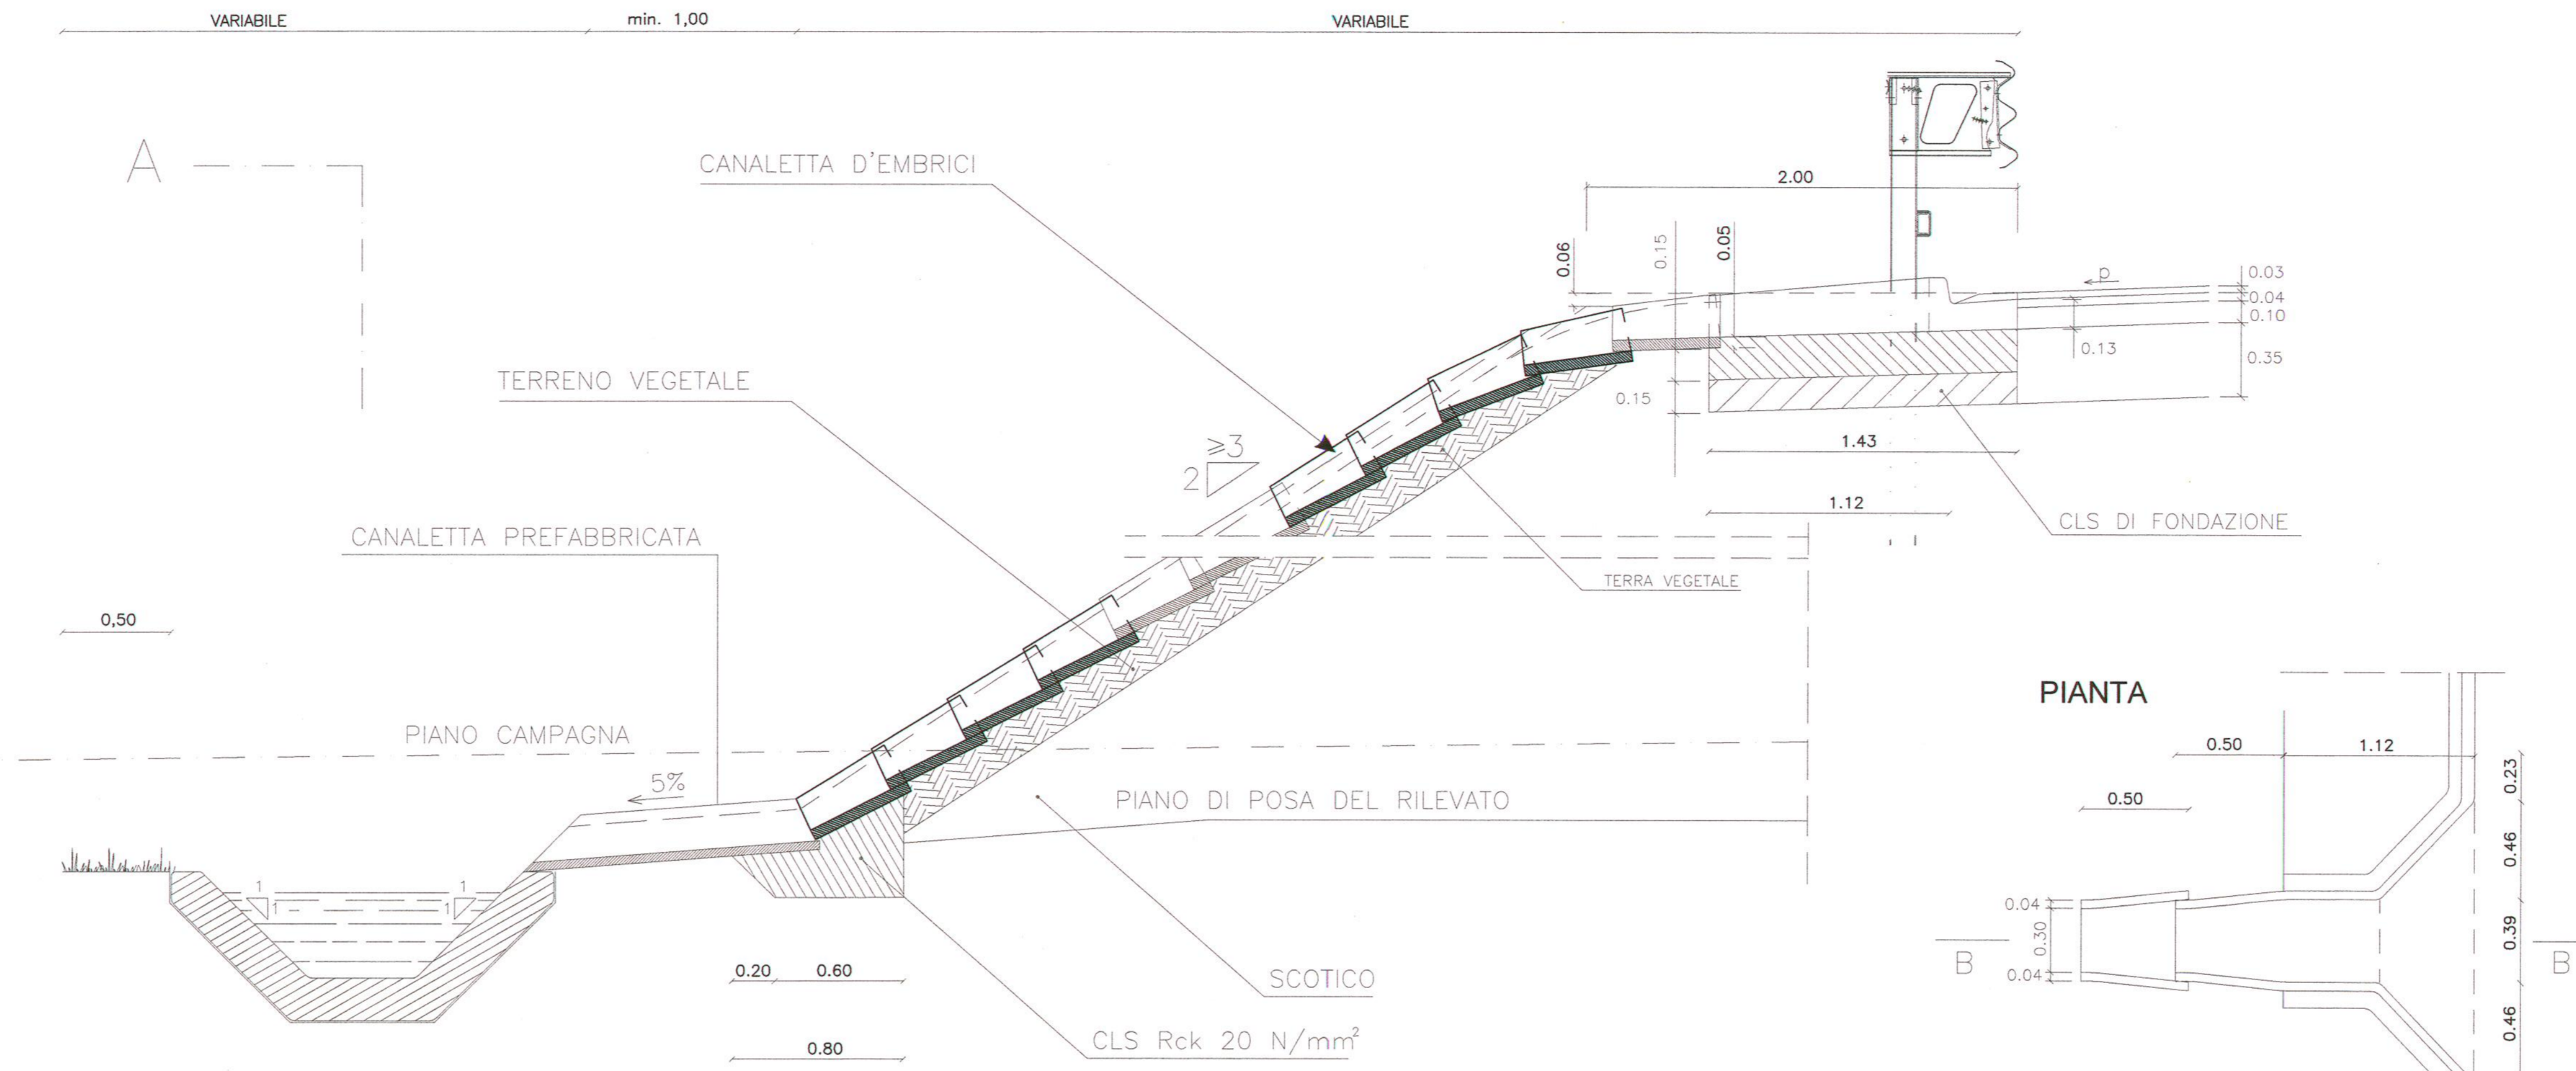 VARIABILE min. 1,00 VARIABILE
A
CANALETTA D'EMBRICI
2.00
0.06 0.15 0.05
p
0.03
0.04
0.10
0.13
0.35
TERRENO VEGETALE
0.15
≥3
2
1.43
1.12
CLS DI FONDAZIONE
CANALETTA PREFABBRICATA
TERRA VEGETALE
0,50
PIANTA
PIANO CAMPAGNA
0.50 1.12
0.23
5%
PIANO DI POSA DEL RILEVATO
0.50
0.46
1 1
1 1
0.04
0.30
0.04
0.39
B B
0.20 0.60
SCOTICO
0.46
CLS Rck 20 N/mm²
0.80